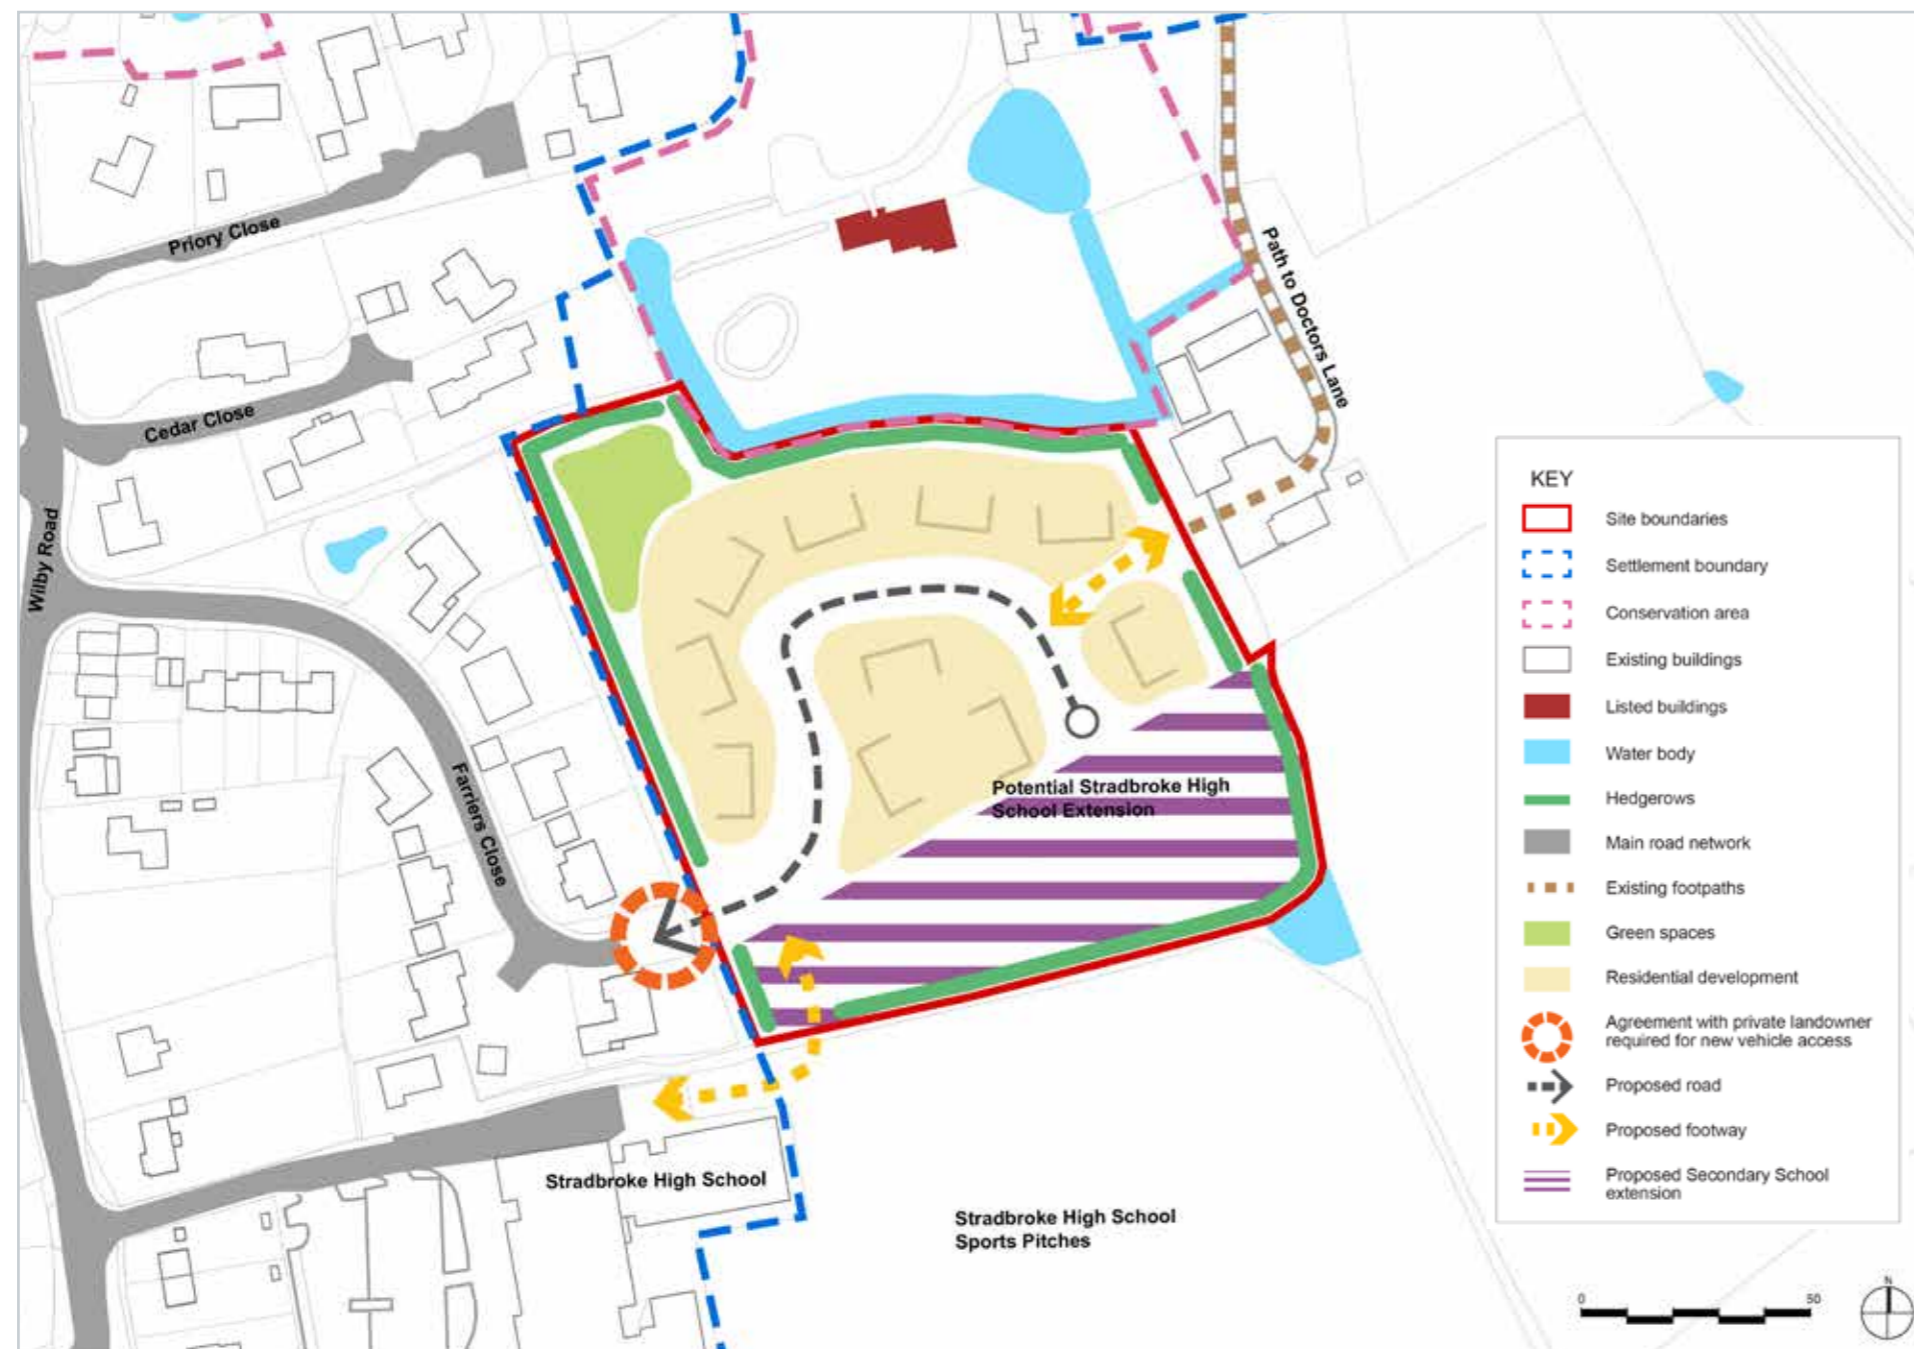 Priory Close
Path to Doctors Lane
Cedar Close
Wilby Road
Farriers Close
Potential Stradbroke High
School Extension
Stradbroke High School
Stradbroke High School
Sports Pitches
KEY
Site boundaries
Settlement boundary
Conservation area
Existing buildings
Listed buildings
Water body
Hedgerows
Main road network
Existing footpaths
Green spaces
Residential development
Agreement with private landowner
required for new vehicle access
Proposed road
Proposed footway
Proposed Secondary School
extension
0 50
N